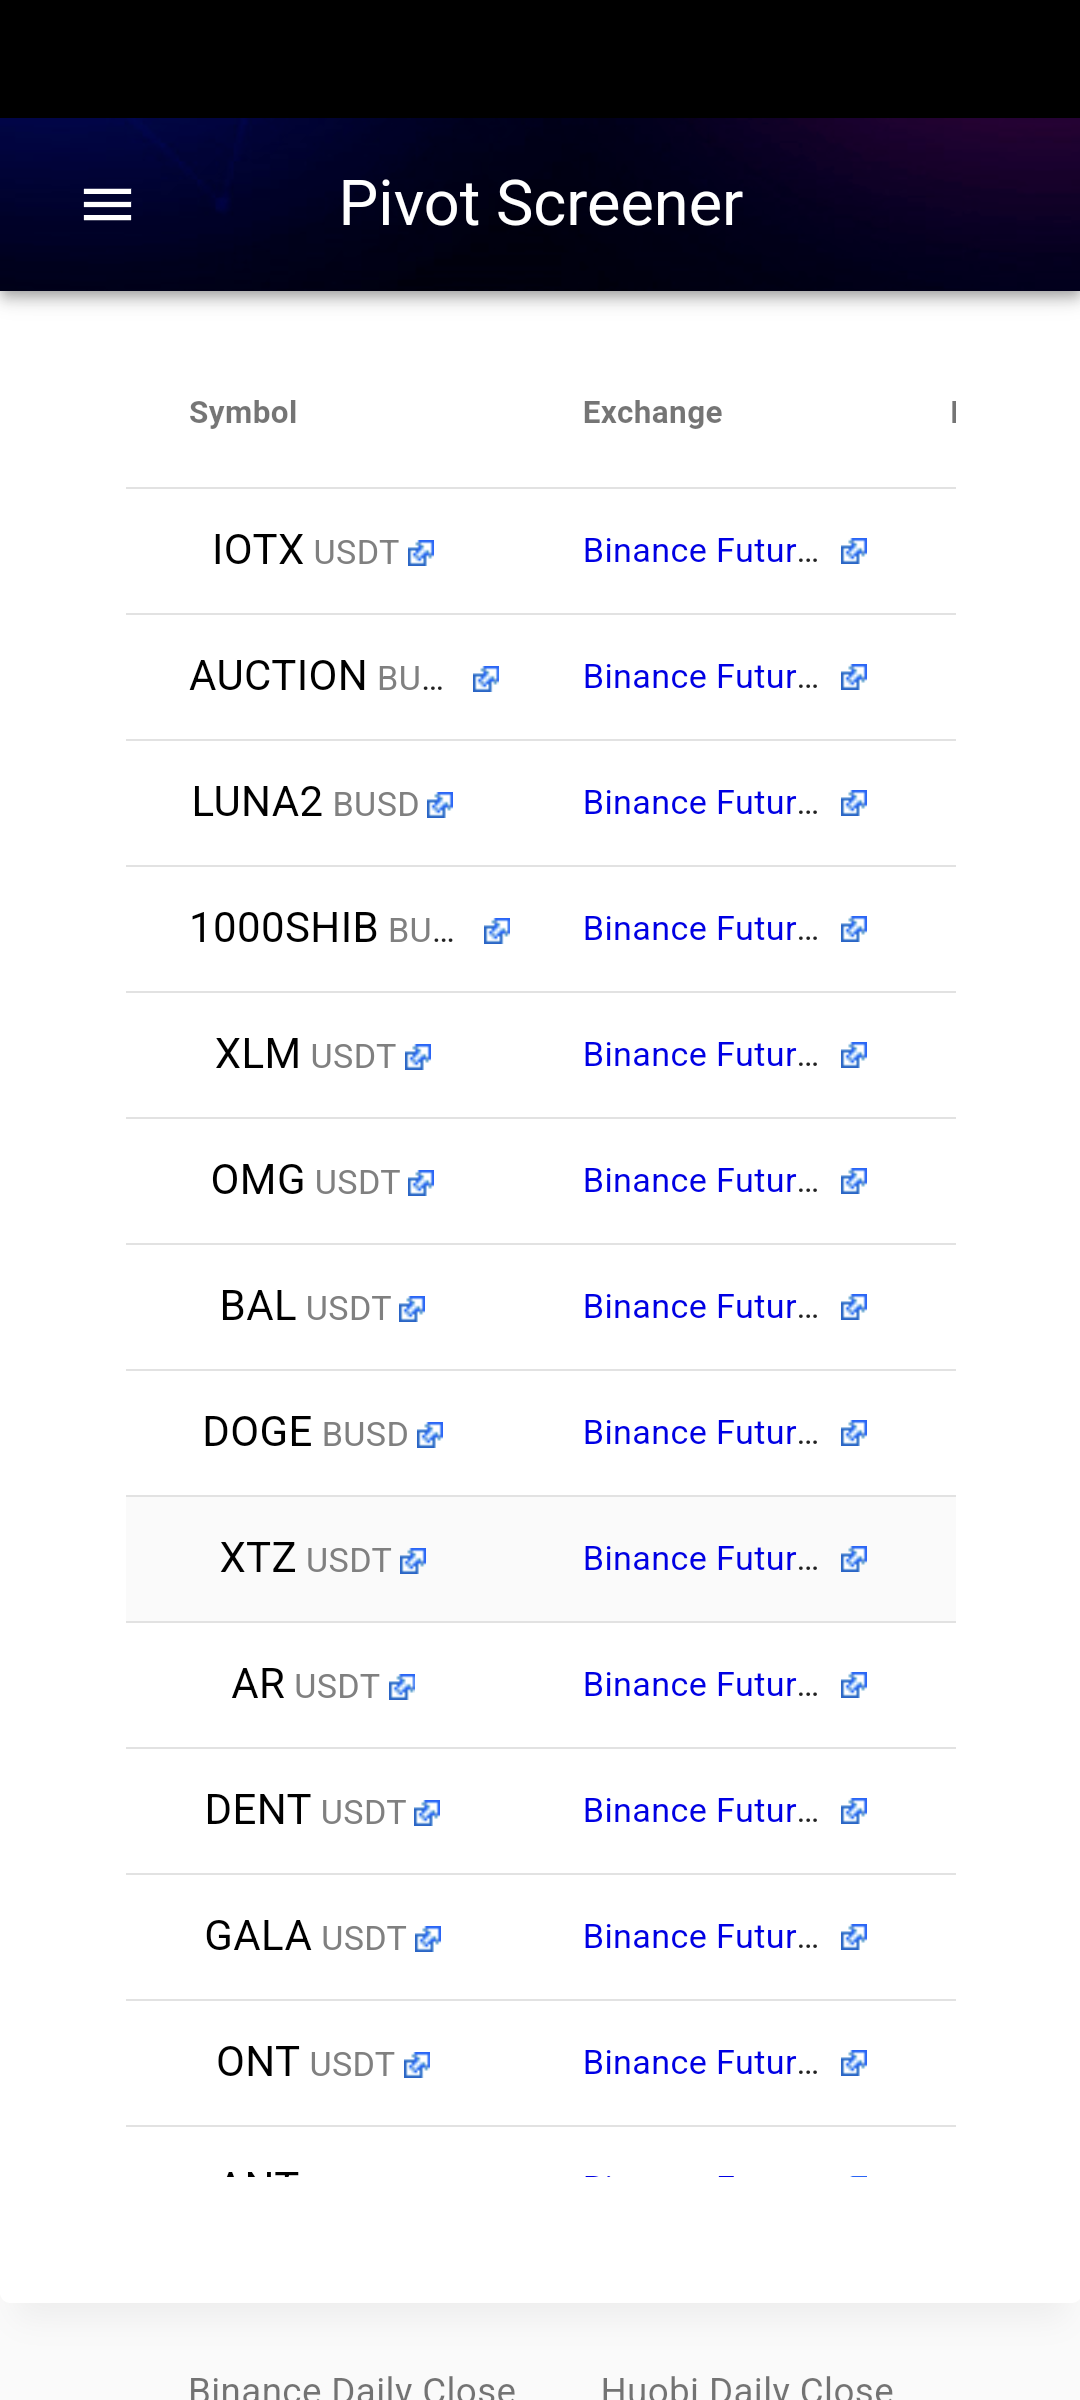 Pivot Screener
Symbol Exchange
IOTX USDT Binance Futur...
AUCTION BU... Binance Futur...
LUNA2 BUSD Binance Futur...
1000SHIB BU... Binance Futur...
XLM USDT Binance Futur...
OMG USDT Binance Futur...
BAL USDT Binance Futur...
DOGE BUSD Binance Futur...
XTZ USDT Binance Futur...
AR USDT Binance Futur...
DENT USDT Binance Futur...
GALA USDT Binance Futur...
ONT USDT Binance Futur...
Binance Daily Close Huobi Daily Close